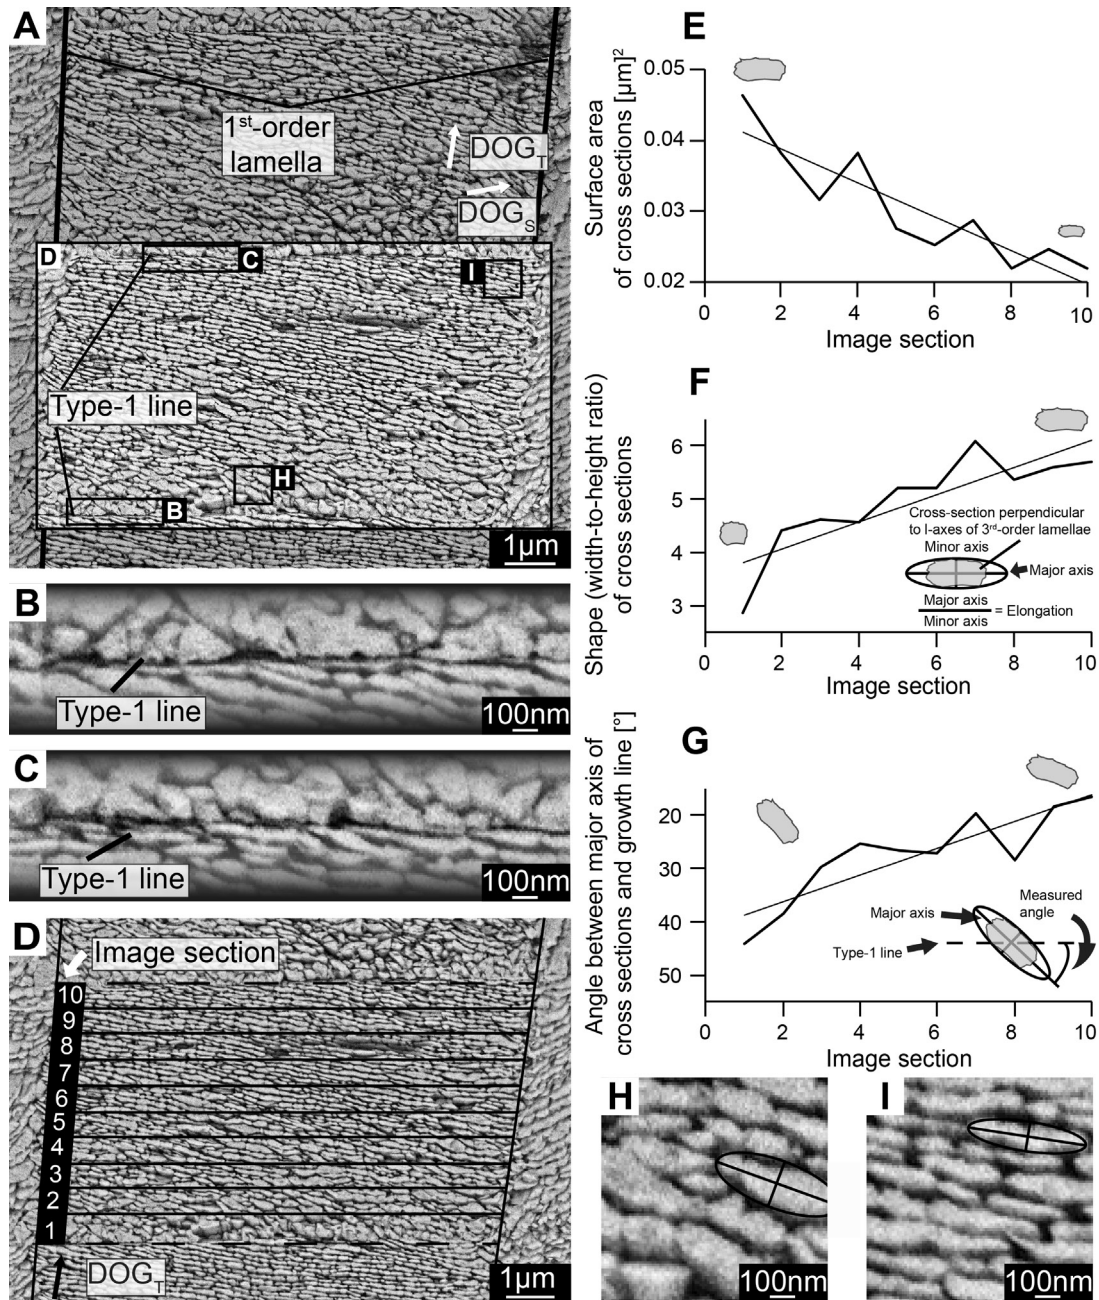 A
1st-order
lamella
DOGT
DOGS
D
C
I
Type-1 line
H
B
1µm
B
Type-1 line
100nm
C
Type-1 line
100nm
D
Image section
10
9
8
7
6
5
4
3
2
1
DOGT
1µm
E
Surface area
of cross sections [µm]²
0.05
0.04
0.03
0.02
0 2 4 6 8 10
Image section
F
Shape (width-to-height ratio)
of cross sections
6
5
4
3
Cross-section perpendicular
to l-axes of 3rd-order lamellae
Minor axis
Major axis
Major axis
Minor axis
= Elongation
0 2 4 6 8 10
Image section
G
Angle between major axis of
cross sections and growth line [°]
20
30
40
50
Measured
angle
Major axis
Type-1 line
0 2 4 6 8 10
Image section
H
100nm
I
100nm